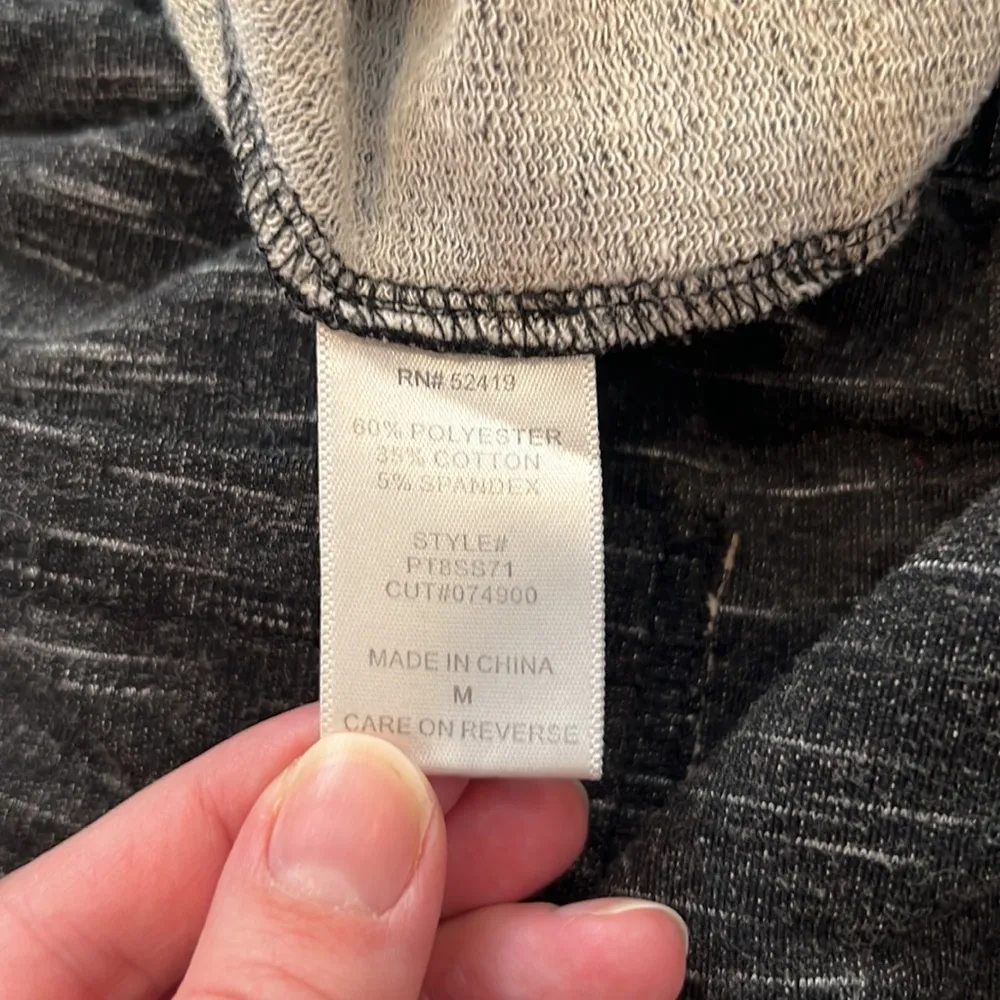 RN# 52419
60% POLYESTER
35% COTTON
5% SPANDEX
STYLE#
PT8SS71
CUT#074900
MADE IN CHINA
M
CARE ON REVERSE